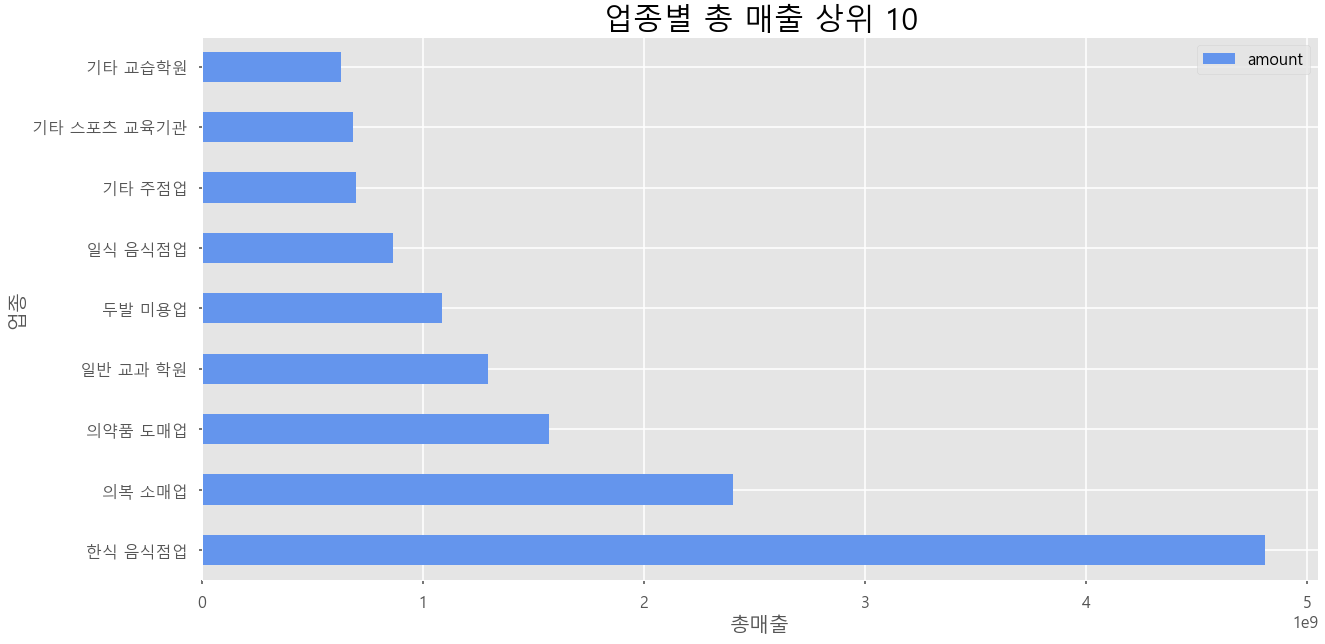 업종별 총 매출 상위 10
amount
기타 교습학원
기타 스포츠 교육기관
기타 주점업
일식 음식점업
두발 미용업
일반 교과 학원
의약품 도매업
의복 소매업
한식 음식점업
업종
0 1 2 3 4 5
1e9
총매출